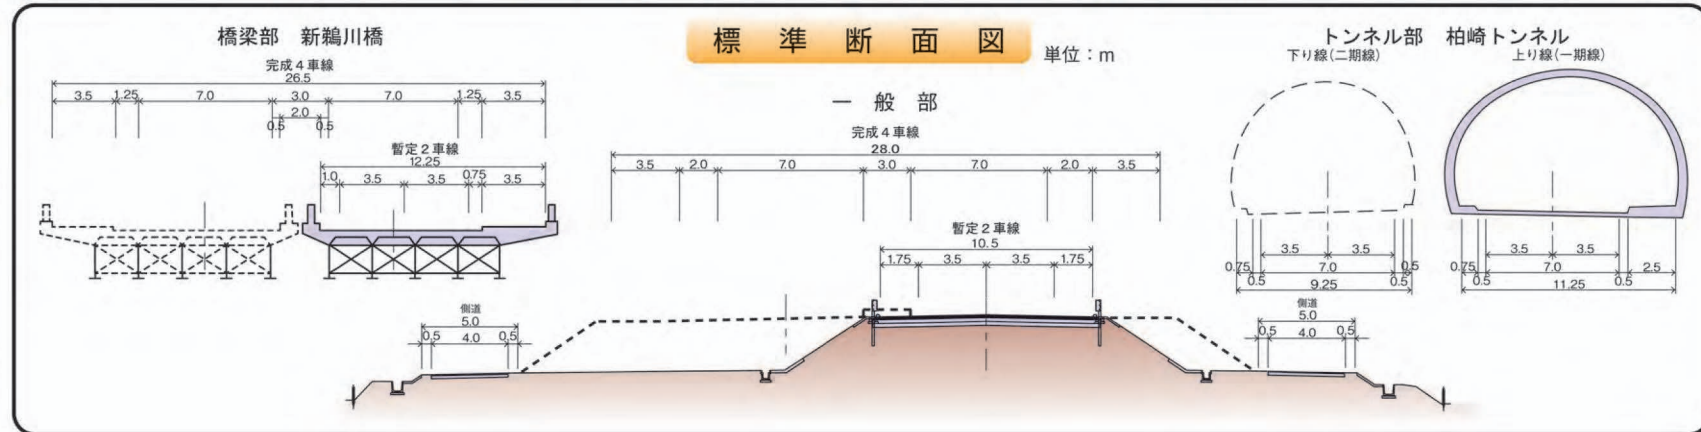 標準断面図
単位：m
橋梁部　新鵜川橋
完成4車線
26.5
3.5 1.25 7.0 3.0 7.0 1.25 3.5
2.0
0.5 0.5
暫定2車線
12.25
1.0 3.5 3.5 0.75 3.5
一般部
完成4車線
28.0
3.5 2.0 7.0 3.0 7.0 2.0 3.5
暫定2車線
10.5
1.75 3.5 3.5 1.75
側道
5.0
0.5 4.0 0.5
側道
5.0
0.5 4.0 0.5
トンネル部　柏崎トンネル
下り線(二期線)
3.5 3.5
0.75 7.0 0.5
0.5 0.5
9.25
上り線(一期線)
3.5 3.5
0.75 7.0 2.5
0.5 0.5
11.25